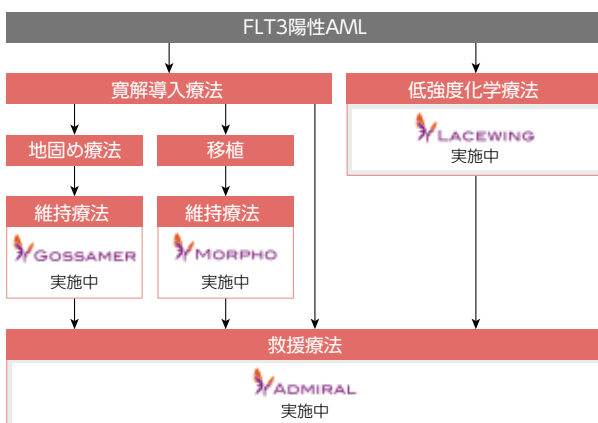 FLT3陽性AML
寛解導入療法
低強度化学療法
LACEWING
実施中
地固め療法
移植
維持療法
維持療法
GOSSAMER
実施中
MORPHO
実施中
救援療法
ADMIRAL
実施中